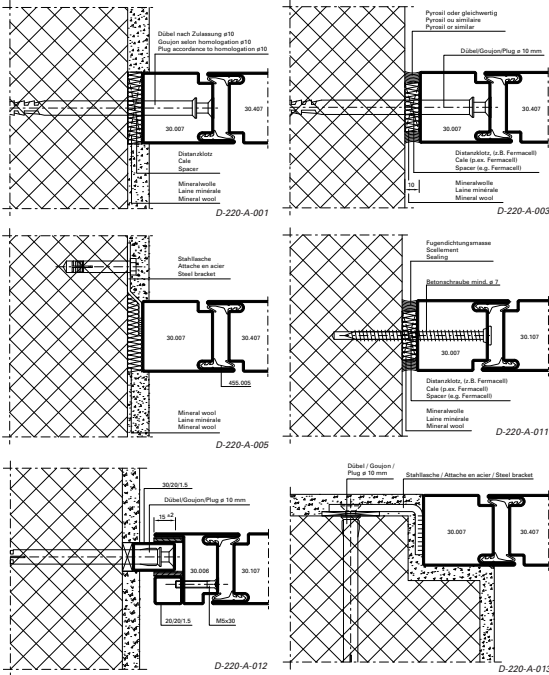 Dübel nach Zulassung ø10
Goujon selon homologation ø10
Plug accordance to homologation ø10
30.007
30.407
Distanzklotz
Cale
Spacer
Mineralwolle
Laine minérale
Mineral wool
D-220-A-001
Pyrosil oder gleichwertig
Pyrosil ou similaire
Pyrosil or similar
Dübel/Goujon/Plug ø 10 mm
30.007
30.407
Distanzklotz, (z.B. Fermacell)
Cale (p.ex. Fermacell)
Spacer (e.g. Fermacell)
10
Mineralwolle
Laine minérale
Mineral wool
D-220-A-003
Stahllasche
Attache en acier
Steel bracket
30.007
30.407
455.005
Mineral wool
Laine minérale
Mineral wool
D-220-A-005
Fugendichtungsmasse
Scellement
Sealing
Betonschraube mind. ø 7
30.007
30.107
Distanzklotz, (z.B. Fermacell)
Cale (p.ex. Fermacell)
Spacer (e.g. Fermacell)
Mineralwolle
Laine minérale
Mineral wool
D-220-A-011
30/20/1.5
Dübel/Goujon/Plug ø 10 mm
15 ±2
30.006
30.107
20/20/1.5
M5x30
D-220-A-012
Dübel / Goujon /
Plug ø 10 mm
Stahllasche / Attache en acier / Steel bracket
30.007
30.407
D-220-A-013